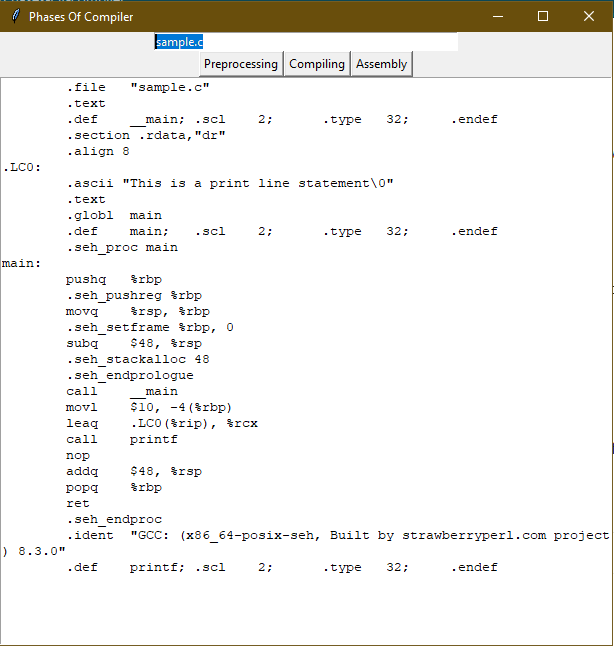 Phases Of Compiler
sample.c
Preprocessing Compiling Assembly
.file "sample.c"
.text
.def __main; .scl 2; .type 32; .endef
.section .rdata,"dr"
.align 8
.LC0:
.ascii "This is a print line statement\0"
.text
.globl main
.def main; .scl 2; .type 32; .endef
.seh_proc main
main:
pushq %rbp
.seh_pushreg %rbp
movq %rsp, %rbp
.seh_setframe %rbp, 0
subq $48, %rsp
.seh_stackalloc 48
.seh_endprologue
call __main
movl $10, -4(%rbp)
leaq .LC0(%rip), %rcx
call printf
nop
addq $48, %rsp
popq %rbp
ret
.seh_endproc
.ident "GCC: (x86_64-posix-seh, Built by strawberryperl.com project
) 8.3.0"
.def printf; .scl 2; .type 32; .endef